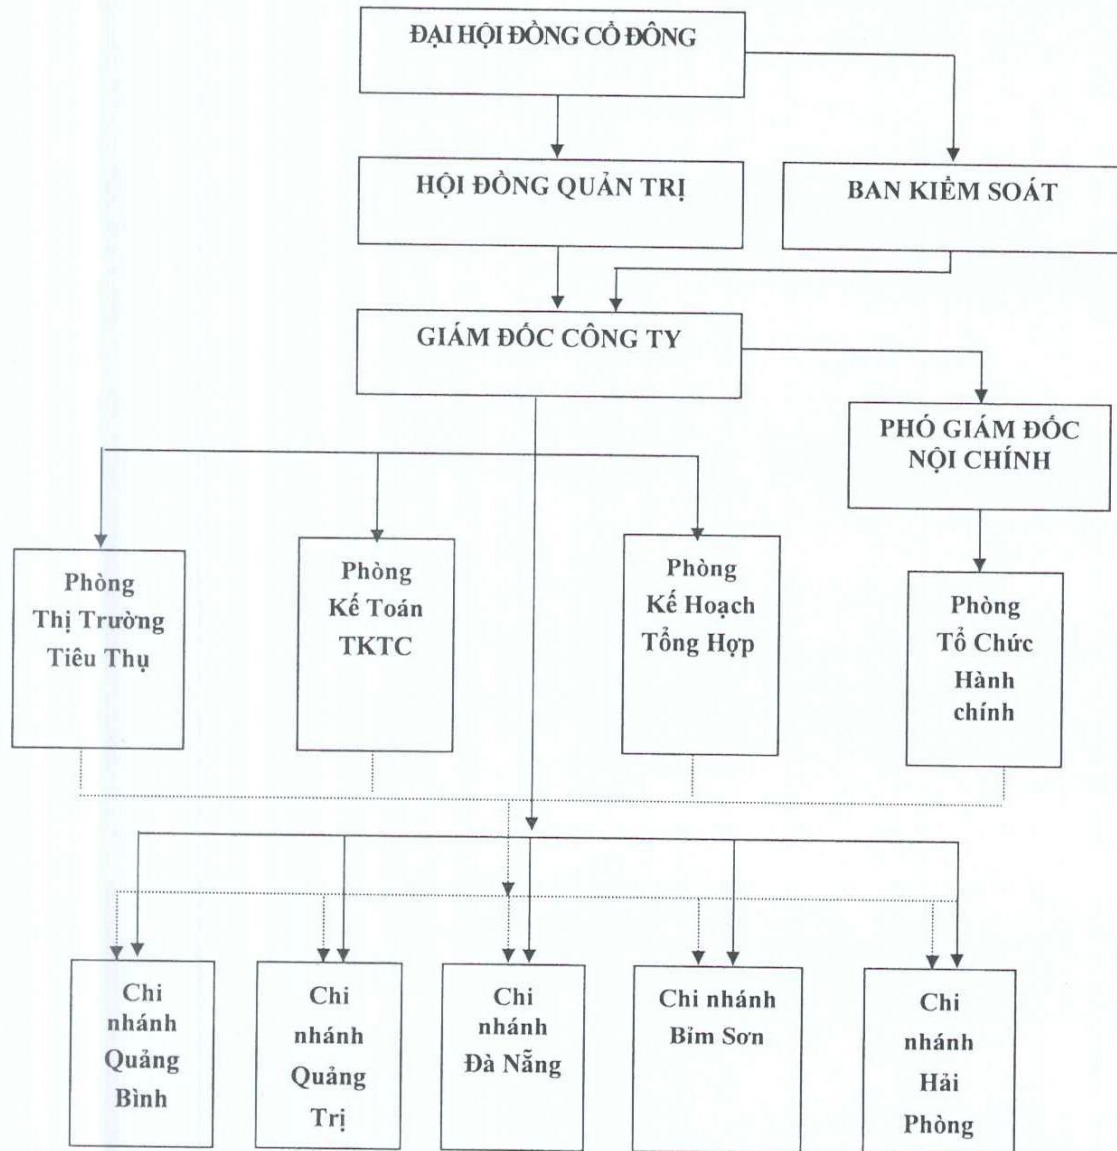 ĐẠI HỘI ĐỒNG CỔ ĐÔNG
HỘI ĐỒNG QUẢN TRỊ
BAN KIỂM SOÁT
GIÁM ĐỐC CÔNG TY
PHÓ GIÁM ĐỐC
NỘI CHÍNH
Phòng
Thị Trường
Tiêu Thụ
Phòng
Kế Toán
TKTC
Phòng
Kế Hoạch
Tổng Hợp
Phòng
Tổ Chức
Hành
chính
Chi
nhánh
Quảng
Bình
Chi
nhánh
Quảng
Trị
Chi
nhánh
Đà Nẵng
Chi nhánh
Bỉm Sơn
Chi
nhánh
Hải
Phòng